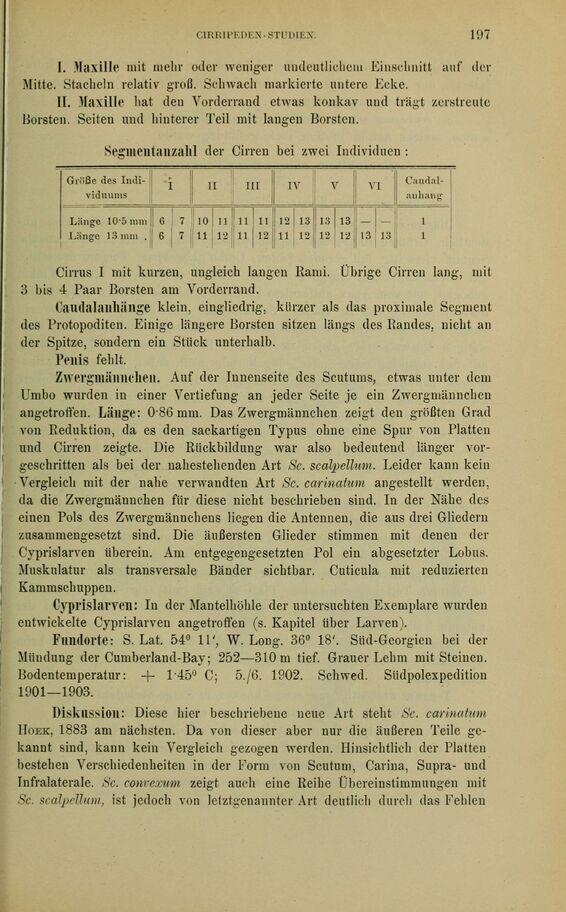 CIRRIPEDEN-STUDIEN. 197
I. Maxille mit mehr oder weniger undeutlichem Einschnitt auf der
Mitte. Stacheln relativ groß. Schwach markierte untere Ecke.
II. Maxille hat den Vorderrand etwas konkav und trägt zerstreute
Borsten. Seiten und hinterer Teil mit langen Borsten.
Segmentanzahl der Cirren bei zwei Individuen:
Größe des Indi- I II III IV V VI Caudal-
viduums anhang
Länge 10·5 mm 6 7 10 11 11 11 12 13 13 13 — — 1
Länge 13 mm . 6 7 11 12 11 12 11 12 12 12 13 13 1
Cirrus I mit kurzen, ungleich langen Rami. Übrige Cirren lang, mit
3 bis 4 Paar Borsten am Vorderrand.
Caudalanhänge klein, eingliedrig, kürzer als das proximale Segment
des Protopoditen. Einige längere Borsten sitzen längs des Randes, nicht an
der Spitze, sondern ein Stück unterhalb.
Penis fehlt.
Zwergmännchen. Auf der Innenseite des Scutums, etwas unter dem
Umbo wurden in einer Vertiefung an jeder Seite je ein Zwergmännchen
angetroffen. Länge: 0·86 mm. Das Zwergmännchen zeigt den größten Grad
von Reduktion, da es den sackartigen Typus ohne eine Spur von Platten
und Cirren zeigte. Die Rückbildung war also bedeutend länger vor-
geschritten als bei der nahestehenden Art Sc. scalpellum. Leider kann kein
Vergleich mit der nahe verwandten Art Sc. carinatum angestellt werden,
da die Zwergmännchen für diese nicht beschrieben sind. In der Nähe des
einen Pols des Zwergmännchens liegen die Antennen, die aus drei Gliedern
zusammengesetzt sind. Die äußersten Glieder stimmen mit denen der
Cyprislarven überein. Am entgegengesetzten Pol ein abgesetzter Lobus.
Muskulatur als transversale Bänder sichtbar. Cuticula mit reduzierten
Kammschuppen.
Cyprislarven: In der Mantelhöhle der untersuchten Exemplare wurden
entwickelte Cyprislarven angetroffen (s. Kapitel über Larven).
Fundorte: S. Lat. 54° 11′, W. Long. 36° 18′. Süd-Georgien bei der
Mündung der Cumberland-Bay; 252—310 m tief. Grauer Lehm mit Steinen.
Bodentemperatur: + 1·45° C; 5./6. 1902. Schwed. Südpolexpedition
1901—1903.
Diskussion: Diese hier beschriebene neue Art steht Sc. carinatum
HOEK, 1883 am nächsten. Da von dieser aber nur die äußeren Teile ge-
kannt sind, kann kein Vergleich gezogen werden. Hinsichtlich der Platten
bestehen Verschiedenheiten in der Form von Scutum, Carina, Supra- und
Infralaterale. Sc. convexum zeigt auch eine Reihe Übereinstimmungen mit
Sc. scalpellum, ist jedoch von letztgenannter Art deutlich durch das Fehlen